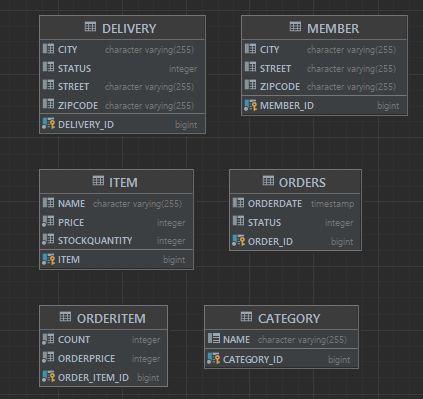 DELIVERY
CITY character varying(255)
STATUS integer
STREET character varying(255)
ZIPCODE character varying(255)
DELIVERY_ID bigint
MEMBER
CITY character varying(255)
STREET character varying(255)
ZIPCODE character varying(255)
MEMBER_ID bigint
ITEM
NAME character varying(255)
PRICE integer
STOCKQUANTITY integer
ITEM bigint
ORDERS
ORDERDATE timestamp
STATUS integer
ORDER_ID bigint
ORDERITEM
COUNT integer
ORDERPRICE integer
ORDER_ITEM_ID bigint
CATEGORY
NAME character varying(255)
CATEGORY_ID bigint